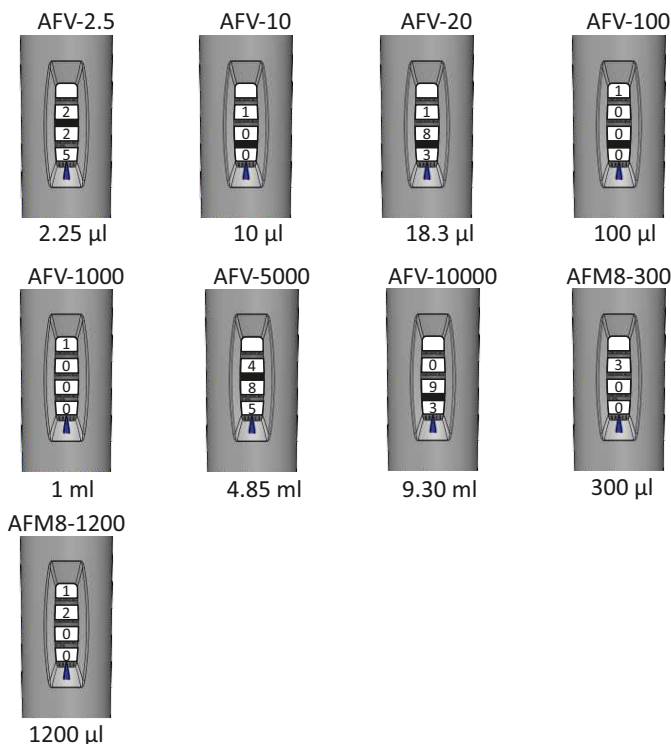 AFV-2.5
AFV-10
AFV-20
AFV-100
2
2
5
1
0
0
1
8
3
1
0
0
0
2.25 µl
10 µl
18.3 µl
100 µl
AFV-1000
AFV-5000
AFV-10000
AFM8-300
1
0
0
0
4
8
5
0
9
3
3
0
0
1 ml
4.85 ml
9.30 ml
300 µl
AFM8-1200
1
2
0
0
1200 µl